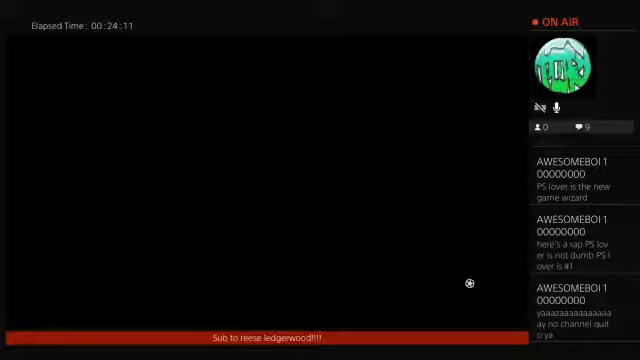 Elapsed Time : 00:24:11
ON AIR
0
9
AWESOMEBOI 1
00000000
PS lover is the new
game wizard
AWESOMEBOI 1
00000000
here's a rap PS lov
er is not dumb PS l
over is #1
AWESOMEBOI 1
00000000
yaaazaaaaaaaaaa
ay no channel quit
o ya
Sub to reese ledgerwood!!!!